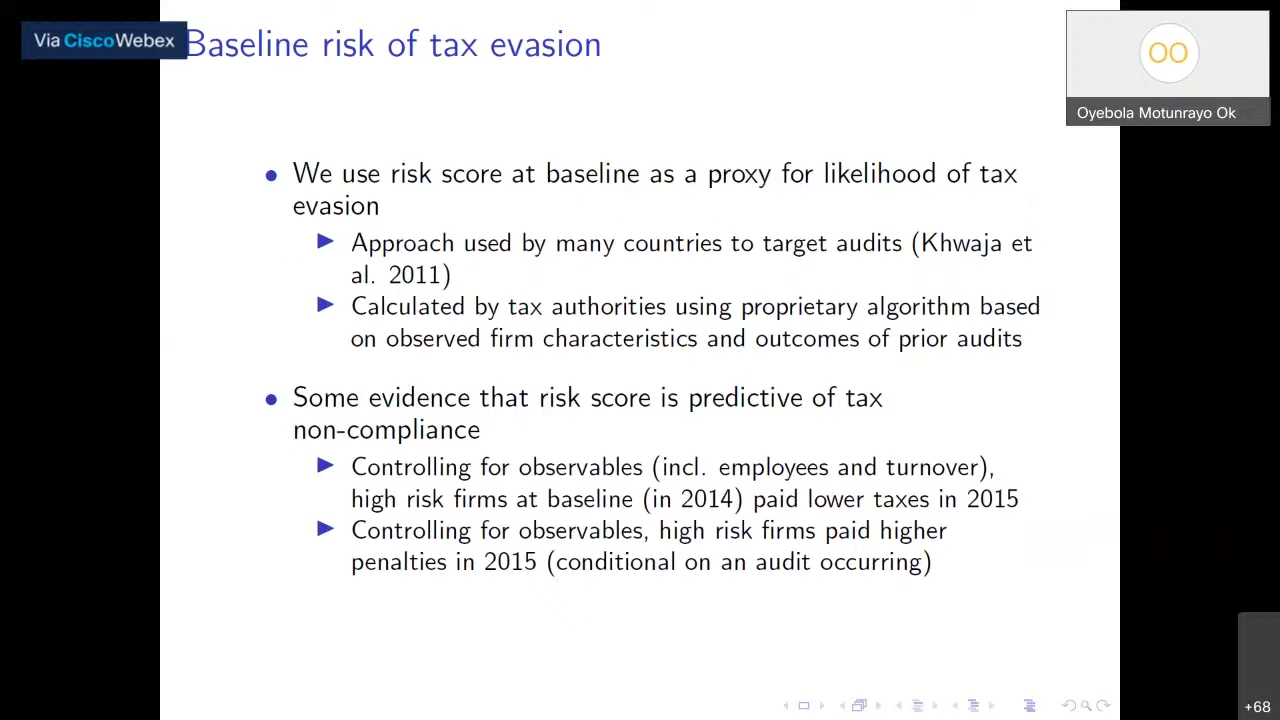 Via CiscoWebex
Baseline risk of tax evasion
OO
Oyebola Motunrayo Ok
• We use risk score at baseline as a proxy for likelihood of tax
evasion
▶ Approach used by many countries to target audits (Khwaja et
al. 2011)
▶ Calculated by tax authorities using proprietary algorithm based
on observed firm characteristics and outcomes of prior audits
• Some evidence that risk score is predictive of tax
non-compliance
▶ Controlling for observables (incl. employees and turnover),
high risk firms at baseline (in 2014) paid lower taxes in 2015
▶ Controlling for observables, high risk firms paid higher
penalties in 2015 (conditional on an audit occurring)
+68